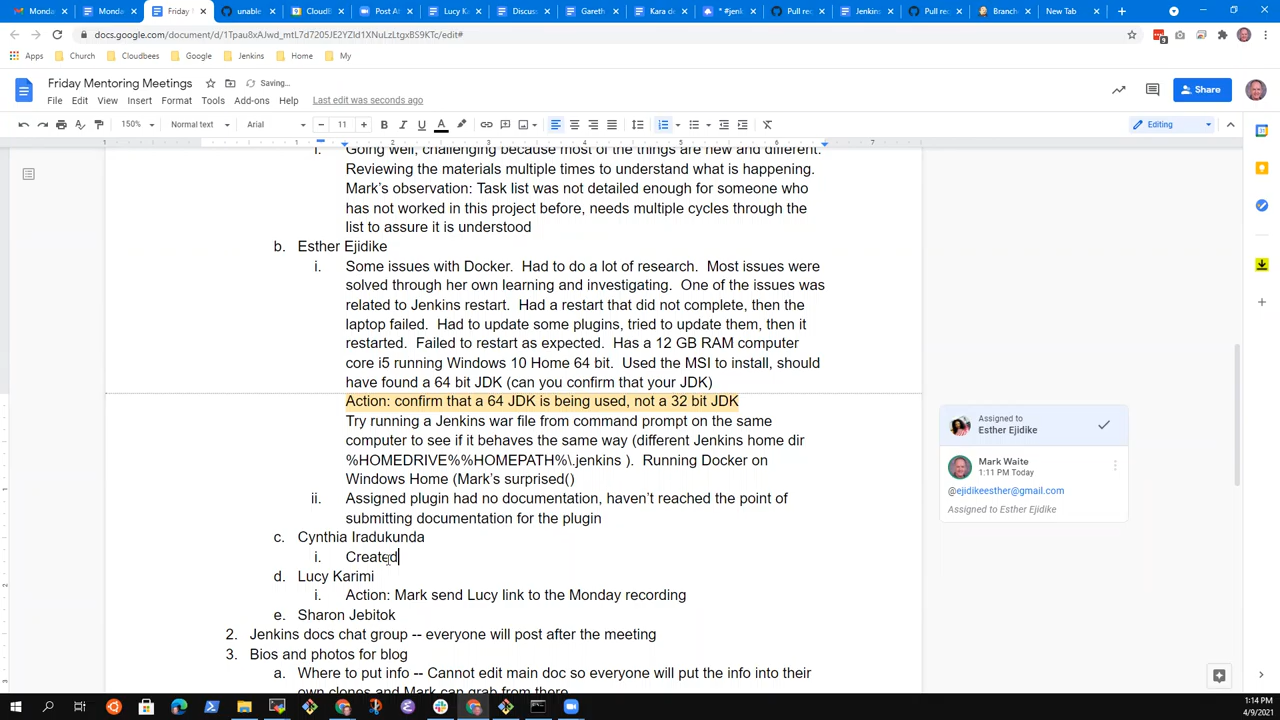 Monda
Monda
Friday M
unable
CloudB
Post At
Lucy Ka
Discuss
Gareth
Kara de
* #jenk
Pull rec
Jenkins
Pull rec
Branche
New Tab
docs.google.com/document/d/1Tpau8xAJwd_mtL7d7205JE2YZId1XNuLzLtgxBS9KTc/edit#
Apps
Church
Cloudbees
Google
Jenkins
Home
My
Friday Mentoring Meetings
Saving...
File Edit View Insert Format Tools Add-ons Help Last edit was seconds ago
Share
150% Normal text Arial 11 Editing
i. Going well, challenging because most of the things are new and different.
Reviewing the materials multiple times to understand what is happening.
Mark's observation: Task list was not detailed enough for someone who
has not worked in this project before, needs multiple cycles through the
list to assure it is understood
b. Esther Ejidike
i. Some issues with Docker. Had to do a lot of research. Most issues were
solved through her own learning and investigating. One of the issues was
related to Jenkins restart. Had a restart that did not complete, then the
laptop failed. Had to update some plugins, tried to update them, then it
restarted. Failed to restart as expected. Has a 12 GB RAM computer
core i5 running Windows 10 Home 64 bit. Used the MSI to install, should
have found a 64 bit JDK (can you confirm that your JDK)
Action: confirm that a 64 JDK is being used, not a 32 bit JDK
Try running a Jenkins war file from command prompt on the same
computer to see if it behaves the same way (different Jenkins home dir
%HOMEDRIVE%%HOMEPATH%\.jenkins ). Running Docker on
Windows Home (Mark's surprised()
ii. Assigned plugin had no documentation, haven't reached the point of
submitting documentation for the plugin
c. Cynthia Iradukunda
i. Created
d. Lucy Karimi
i. Action: Mark send Lucy link to the Monday recording
e. Sharon Jebitok
2. Jenkins docs chat group -- everyone will post after the meeting
3. Bios and photos for blog
a. Where to put info -- Cannot edit main doc so everyone will put the info into their
own clones and Mark can grab from there
Assigned to
Esther Ejidike
Mark Waite
1:11 PM Today
@ejidikeesther@gmail.com
Assigned to Esther Ejidike
1:14 PM
4/9/2021